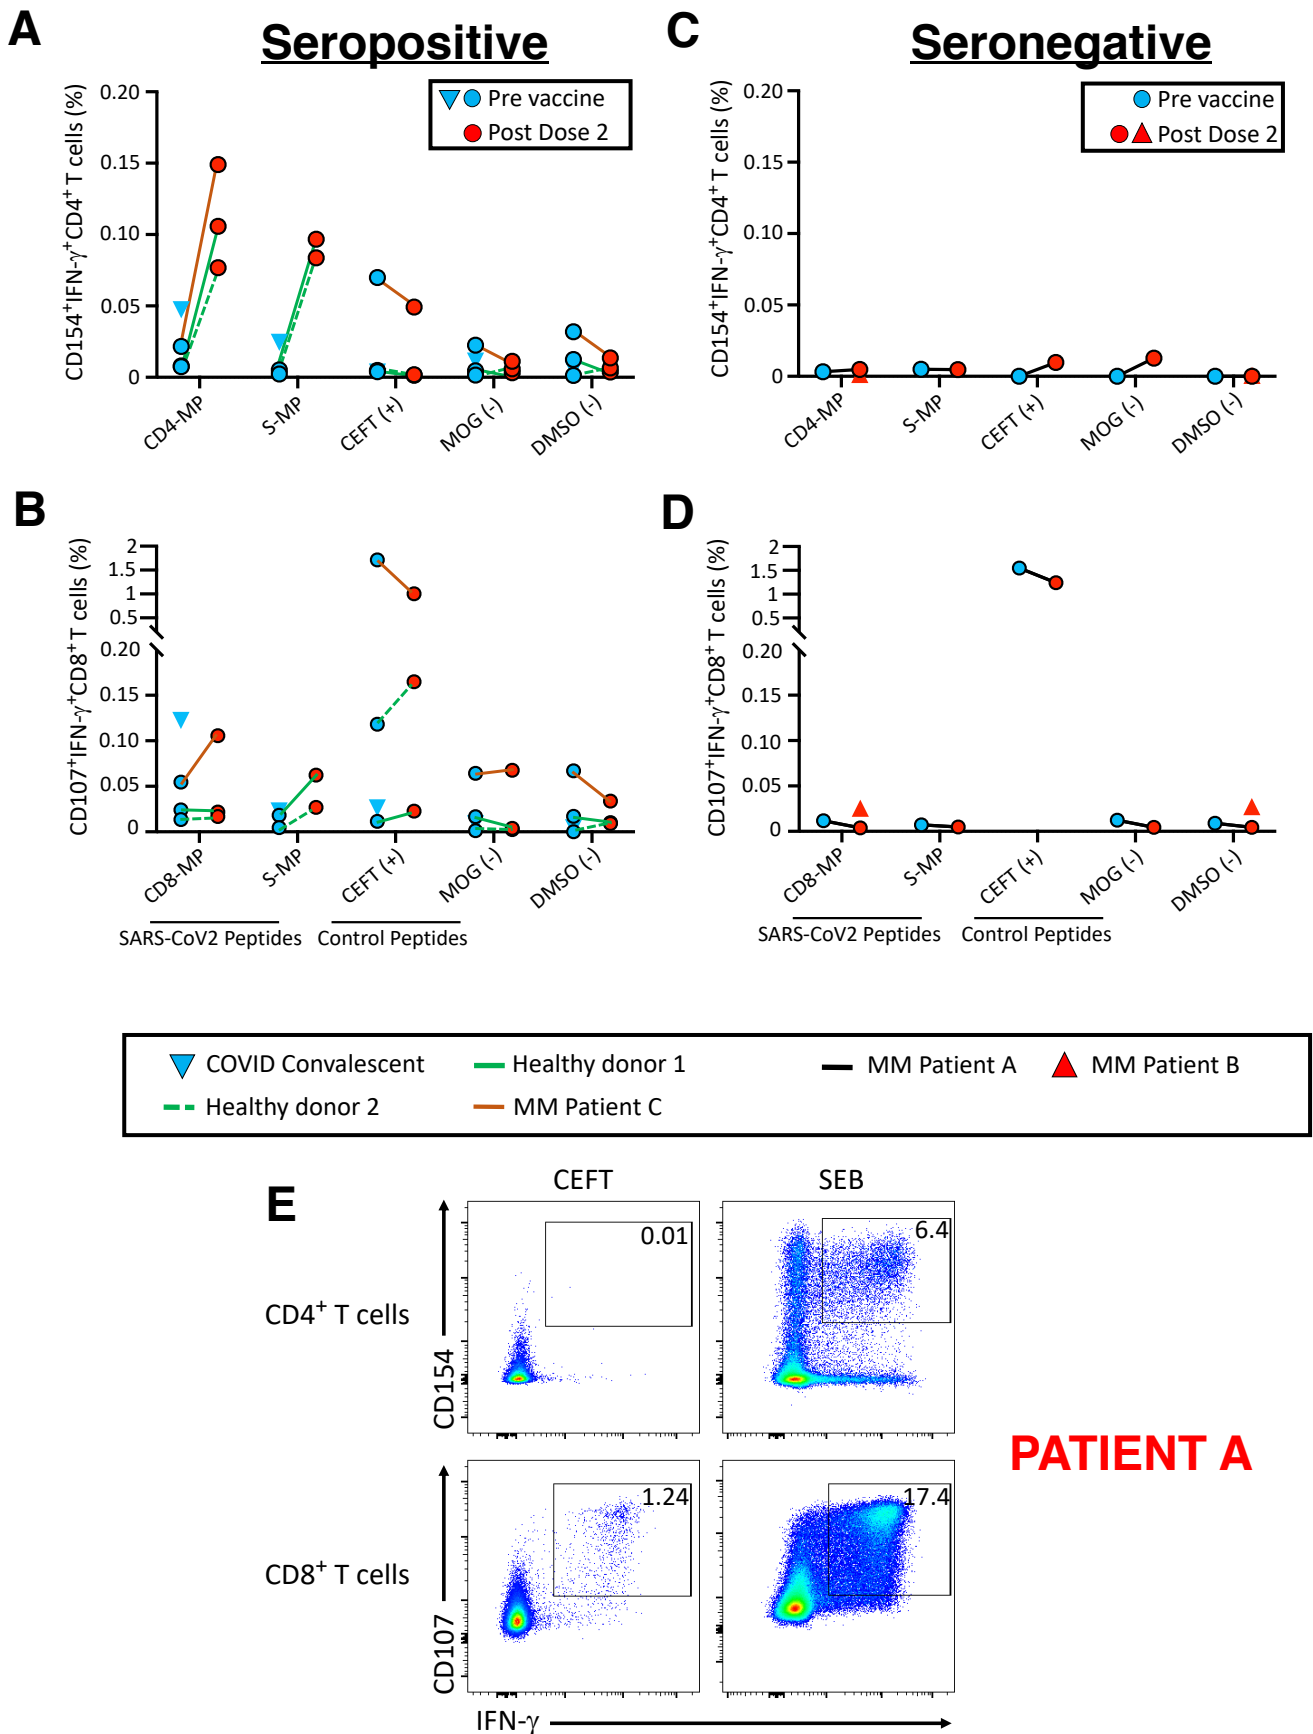 A
Seropositive
CD154+IFN-γ+CD4+ T cells (%)
0.20
0.15
0.10
0.05
0
Pre vaccine
Post Dose 2
CD4-MP
S-MP
CEFT (+)
MOG (-)
DMSO (-)
C
Seronegative
CD154+IFN-γ+CD4+ T cells (%)
0.20
0.15
0.10
0.05
0
Pre vaccine
Post Dose 2
CD4-MP
S-MP
CEFT (+)
MOG (-)
DMSO (-)
B
CD107+IFN-γ+CD8+ T cells (%)
2
1.5
1
0.5
0.20
0.15
0.10
0.05
0
CD8-MP
S-MP
CEFT (+)
MOG (-)
DMSO (-)
SARS-CoV2 Peptides
Control Peptides
D
CD107+IFN-γ+CD8+ T cells (%)
2
1.5
1
0.5
0.20
0.15
0.10
0.05
0
CD8-MP
S-MP
CEFT (+)
MOG (-)
DMSO (-)
SARS-CoV2 Peptides
Control Peptides
COVID Convalescent
Healthy donor 1
MM Patient A
MM Patient B
Healthy donor 2
MM Patient C
E
CEFT
SEB
CD4+ T cells
CD154
0.01
6.4
PATIENT A
CD8+ T cells
CD107
1.24
17.4
IFN-γ